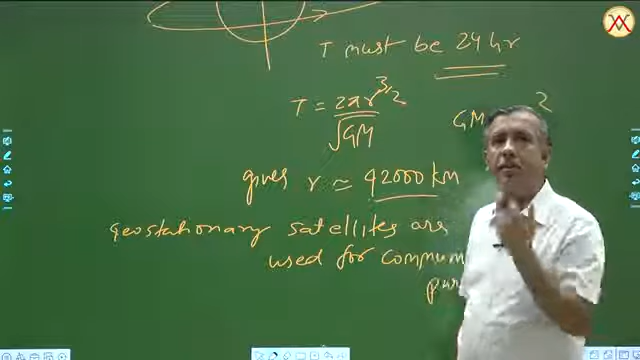 T must be 24 hr
T = 2πr^3/2 / √GM
GM 2
gives r ≃ 42000 km
geostationary satellites are
used for commun
pur